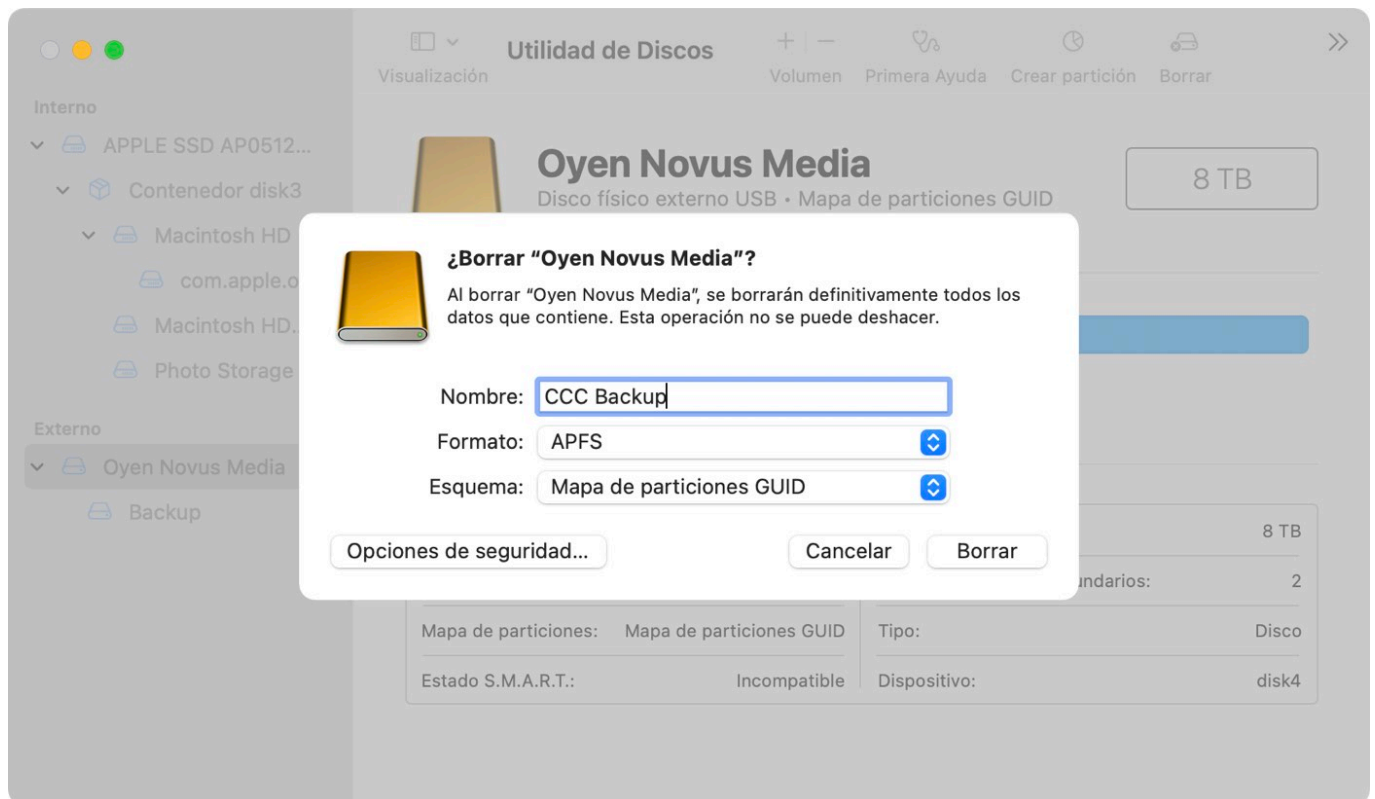 Utilidad de Discos
Visualización
Volumen
Primera Ayuda
Crear partición
Borrar
Interno
APPLE SSD AP0512...
Contenedor disk3
Macintosh HD
com.apple.o
Macintosh HD.
Photo Storage
Externo
Oyen Novus Media
Backup
Oyen Novus Media
Disco físico externo USB • Mapa de particiones GUID
8 TB
¿Borrar “Oyen Novus Media”?
Al borrar “Oyen Novus Media”, se borrarán definitivamente todos los
datos que contiene. Esta operación no se puede deshacer.
Nombre: CCC Backup
Formato: APFS
Esquema: Mapa de particiones GUID
Opciones de seguridad...
Cancelar
Borrar
8 TB
undarios: 2
Mapa de particiones: Mapa de particiones GUID
Tipo: Disco
Estado S.M.A.R.T.: Incompatible
Dispositivo: disk4